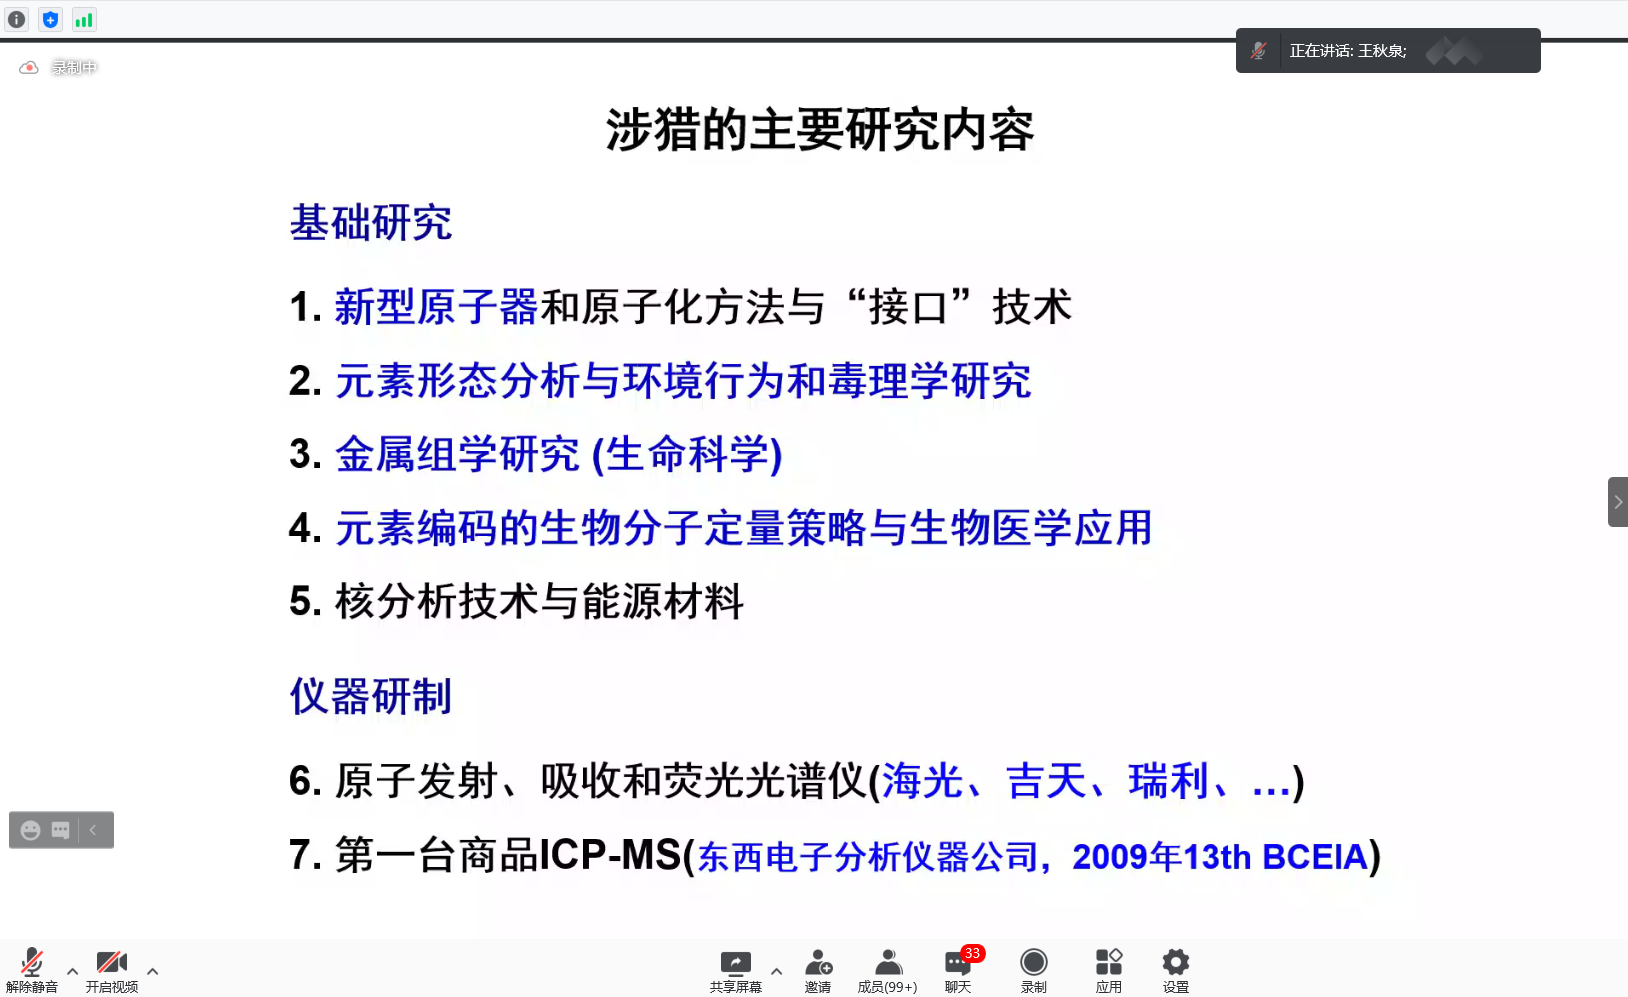 录制中
正在讲话: 王秋泉;
涉猎的主要研究内容
基础研究
1. 新型原子器和原子化方法与“接口”技术
2. 元素形态分析与环境行为和毒理学研究
3. 金属组学研究 (生命科学)
4. 元素编码的生物分子定量策略与生物医学应用
5. 核分析技术与能源材料
仪器研制
6. 原子发射、吸收和荧光光谱仪(海光、吉天、瑞利、...)
7. 第一台商品ICP-MS(东西电子分析仪器公司，2009年13th BCEIA)
解除静音
开启视频
共享屏幕
邀请
成员(99+)
33
聊天
录制
应用
设置